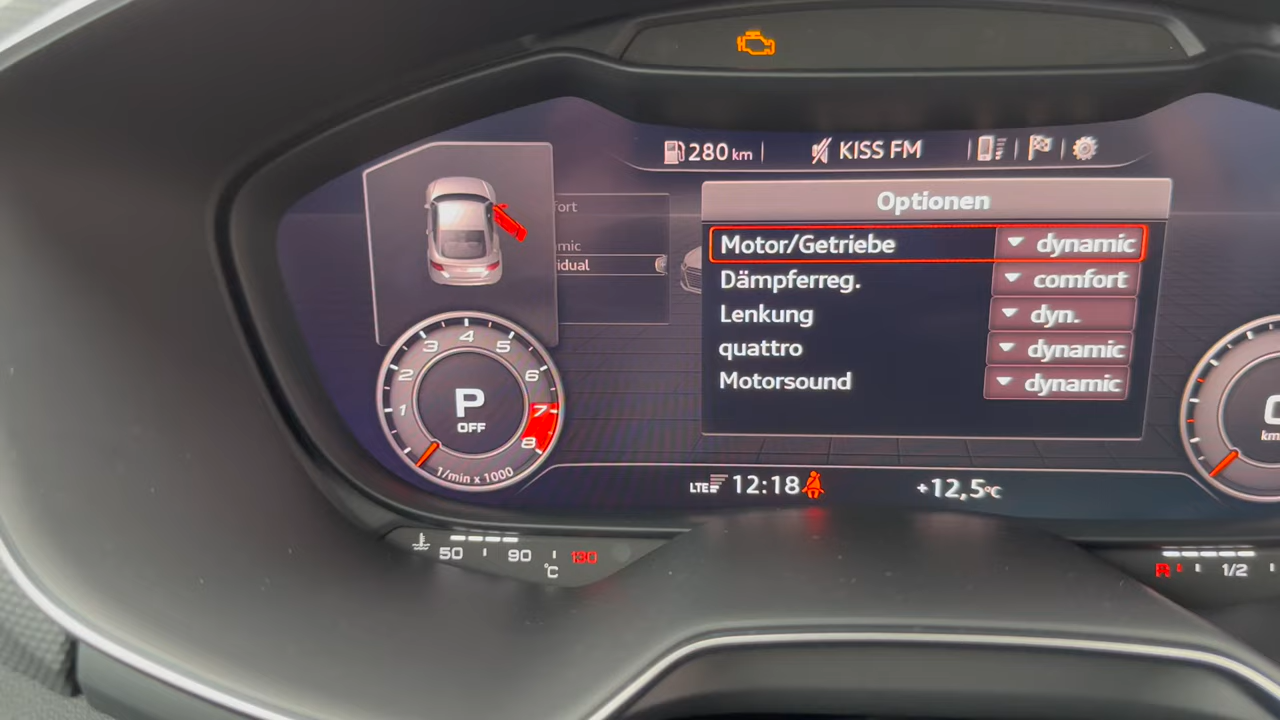 280 km
KISS FM
Optionen
Motor/Getriebe dynamic
Dämpferreg. comfort
Lenkung dyn.
quattro dynamic
Motorsound dynamic
fort
mic
idual
1 2 3 4 5 6 7 8
P
OFF
1/min x 1000
km
LTE 12:18
+12,5°C
50 90 130
°C
R 1/2